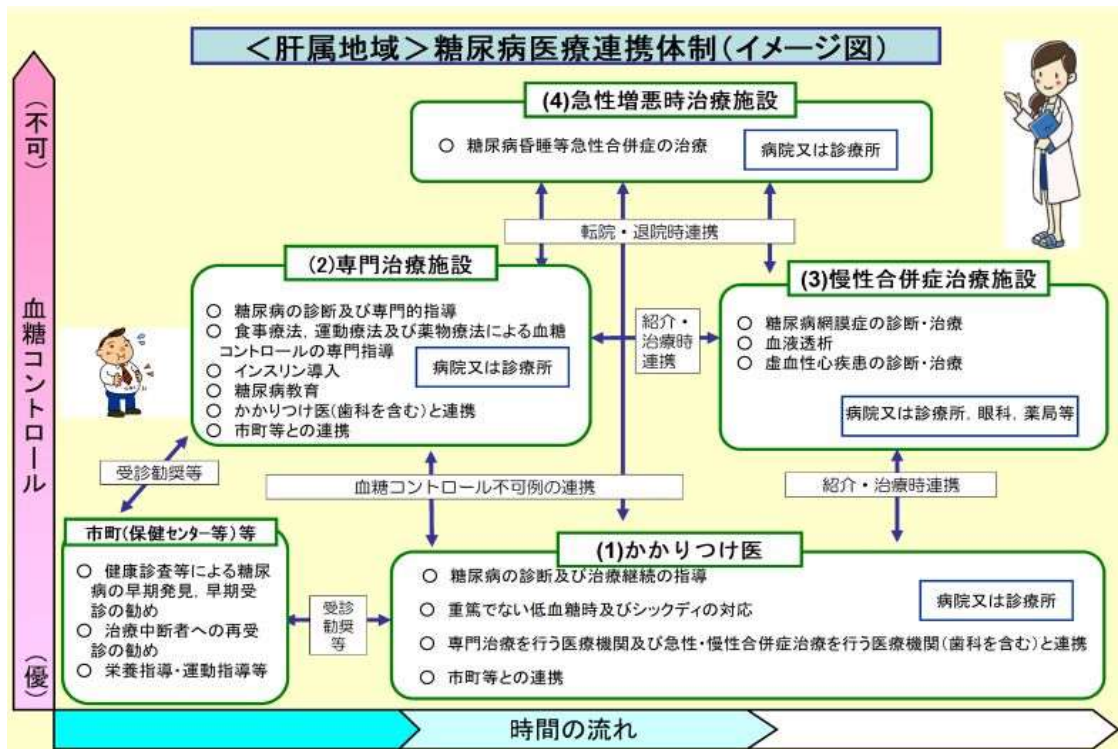 ＜肝属地域＞糖尿病医療連携体制（イメージ図）
（不可）
血糖コントロール
（優）
(4)急性増悪時治療施設
○ 糖尿病昏睡等急性合併症の治療
病院又は診療所
転院・退院時連携
(2)専門治療施設
○ 糖尿病の診断及び専門的指導
○ 食事療法，運動療法及び薬物療法による血糖
コントロールの専門指導
○ インスリン導入
○ 糖尿病教育
○ かかりつけ医（歯科を含む）と連携
○ 市町等との連携
病院又は診療所
紹介・
治療時
連携
(3)慢性合併症治療施設
○ 糖尿病網膜症の診断・治療
○ 血液透析
○ 虚血性心疾患の診断・治療
病院又は診療所，眼科，薬局等
受診勧奨等
血糖コントロール不可例の連携
紹介・治療時連携
市町（保健センター等）等
○ 健康診査等による糖尿
病の早期発見，早期受
診の勧め
○ 治療中断者への再受
診の勧め
○ 栄養指導・運動指導等
受診
勧奨
等
(1)かかりつけ医
○ 糖尿病の診断及び治療継続の指導
○ 重篤でない低血糖時及びシックデイの対応
○ 専門治療を行う医療機関及び急性・慢性合併症治療を行う医療機関（歯科を含む）と連携
○ 市町等との連携
病院又は診療所
時間の流れ